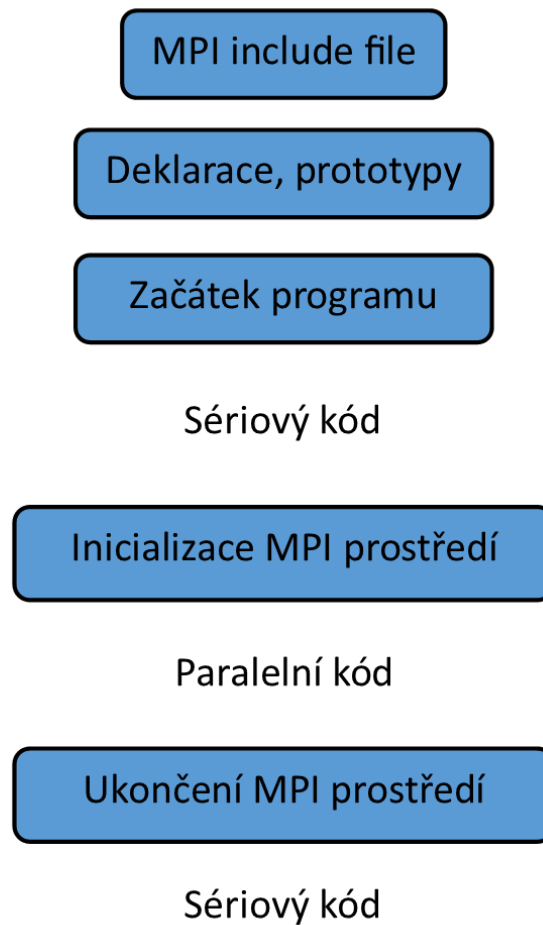 MPI include file
Deklarace, prototypy
Začátek programu
Sériový kód
Inicializace MPI prostředí
Paralelní kód
Ukončení MPI prostředí
Sériový kód